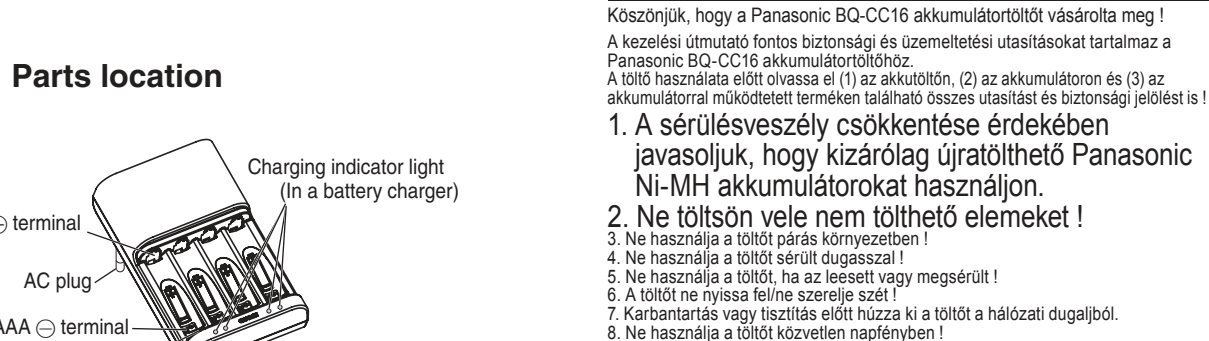 Parts location
Charging indicator light
(In a battery charger)
⊖ terminal
AC plug
AAA ⊖ terminal
Köszönjük, hogy a Panasonic BQ-CC16 akkumulátortöltőt vásárolta meg !
A kezelési útmutató fontos biztonsági és üzemeltetési utasításokat tartalmaz a
Panasonic BQ-CC16 akkumulátortöltőhöz.
A töltő használata előtt olvassa el (1) az akkutöltőn, (2) az akkumulátoron és (3) az
akkumulátorral működtetett terméken található összes utasítást és biztonsági jelölést is !
1. A sérülésveszély csökkentése érdekében
javasoljuk, hogy kizárólag újratölthető Panasonic
Ni-MH akkumulátorokat használjon.
2. Ne töltsön vele nem tölthető elemeket !
3. Ne használja a töltőt párás környezetben !
4. Ne használja a töltőt sérült dugasszal !
5. Ne használja a töltőt, ha az leesett vagy megsérült !
6. A töltőt ne nyissa fel/ne szerelje szét !
7. Karbantartás vagy tisztítás előtt húzza ki a töltőt a hálózati dugaljból.
8. Ne használja a töltőt közvetlen napfényben !